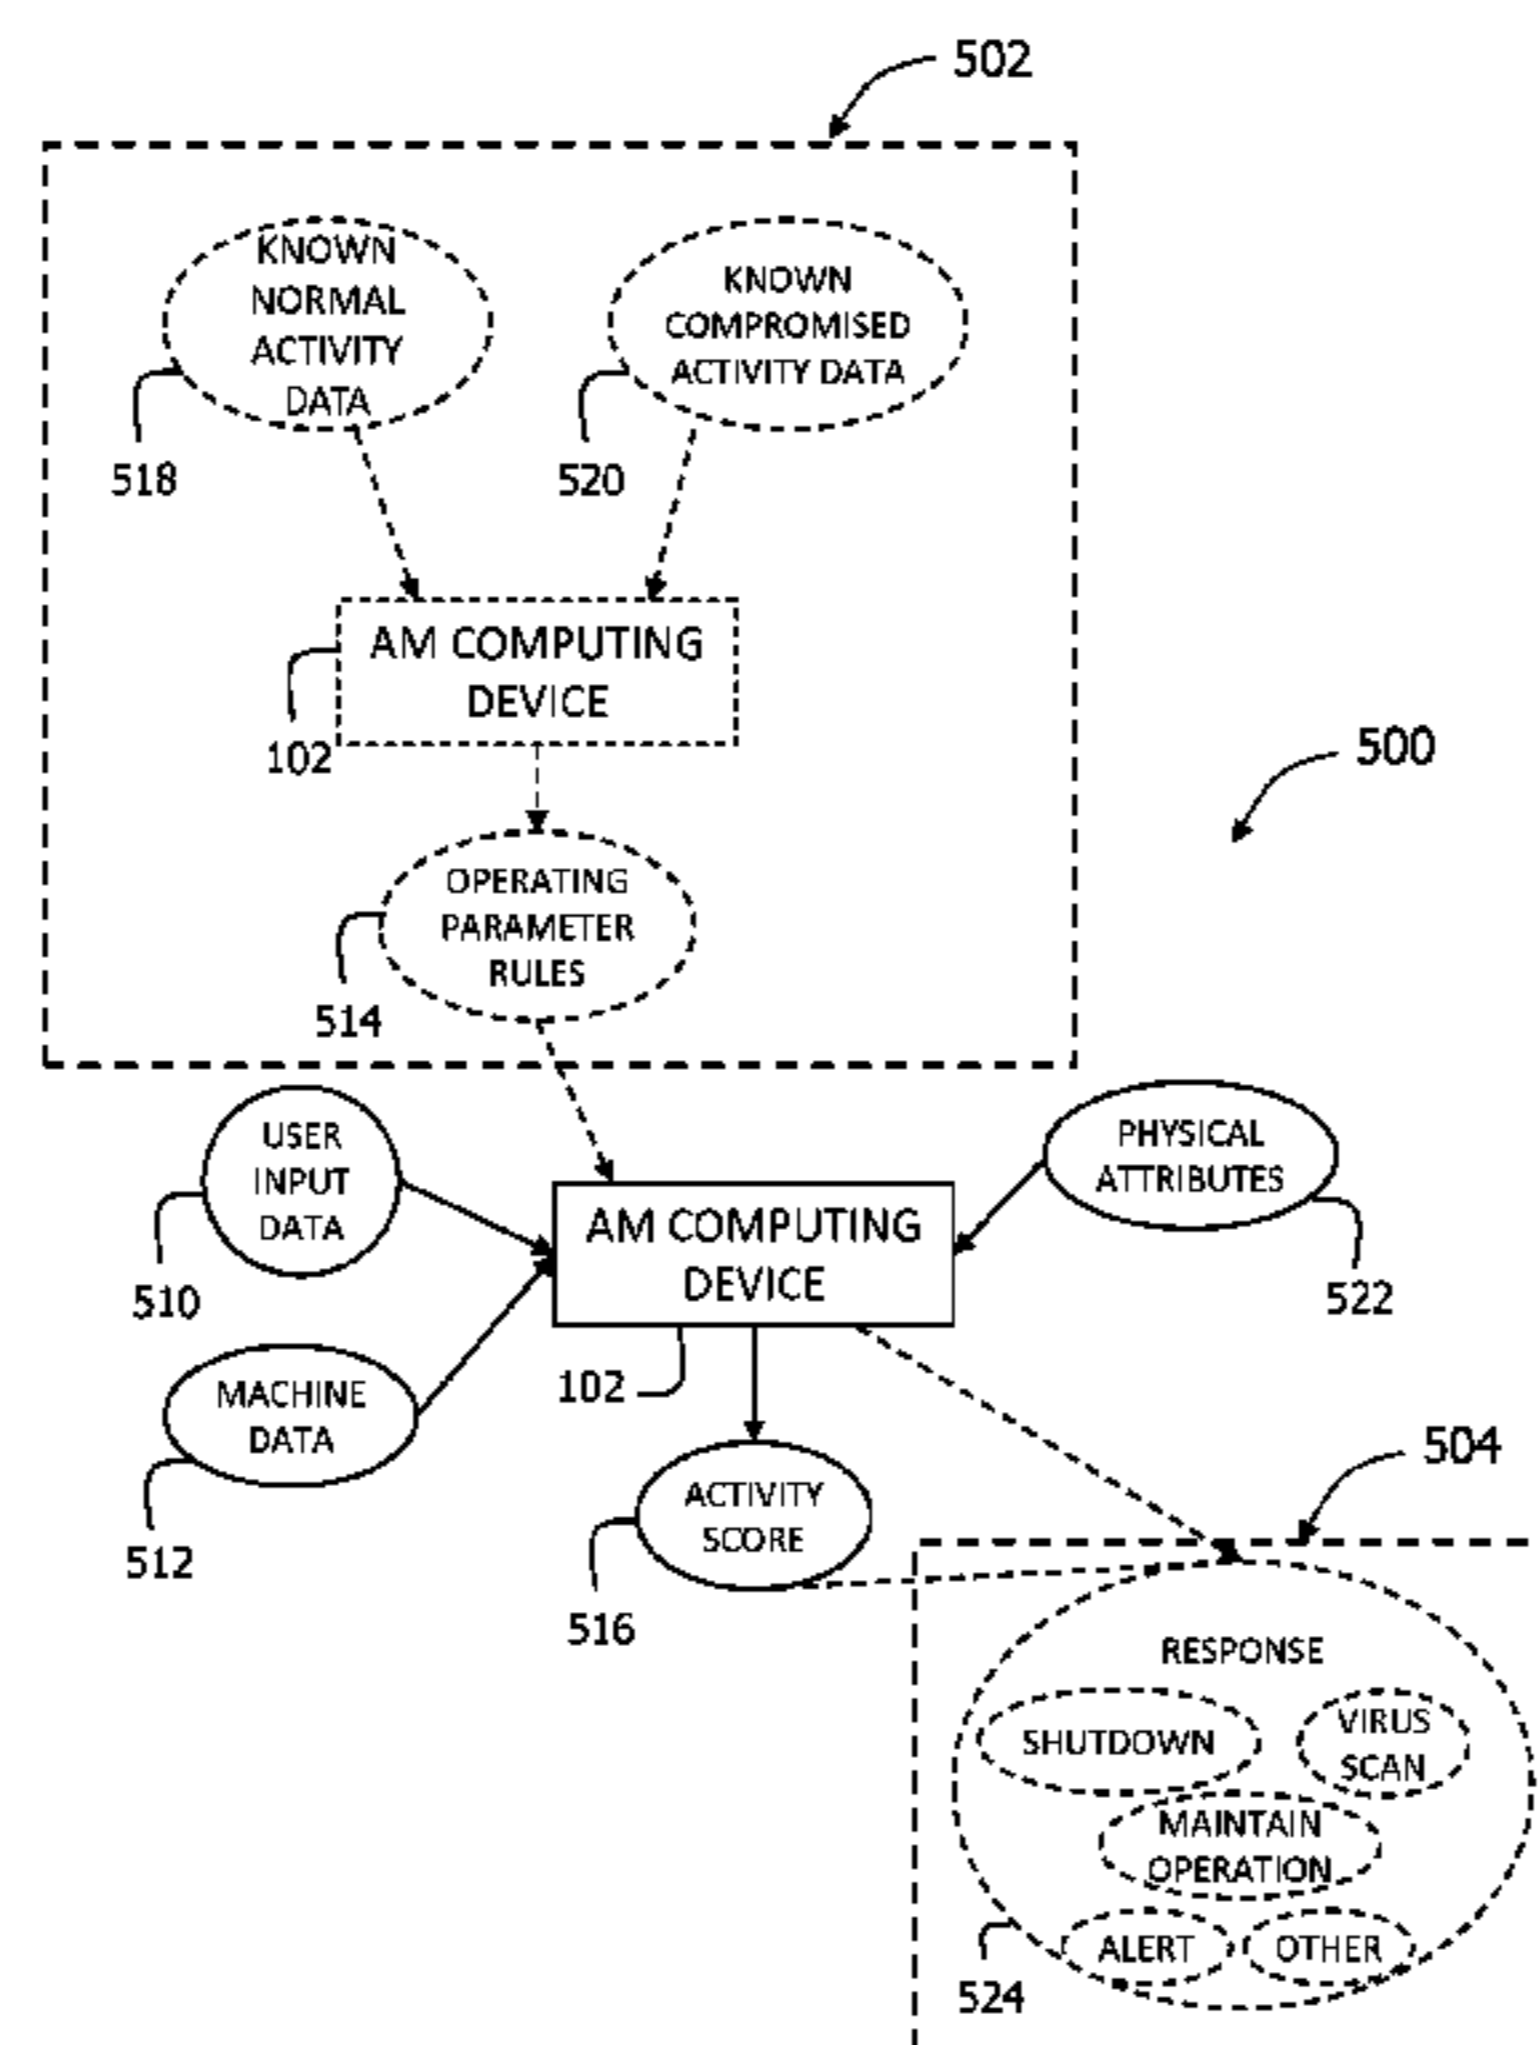 502
KNOWN
NORMAL
ACTIVITY
DATA
518
KNOWN
COMPROMISED
ACTIVITY DATA
520
AM COMPUTING
DEVICE
102
500
OPERATING
PARAMETER
RULES
514
USER
INPUT
DATA
510
PHYSICAL
ATTRIBUTES
522
AM COMPUTING
DEVICE
102
MACHINE
DATA
512
ACTIVITY
SCORE
516
504
RESPONSE
SHUTDOWN
VIRUS
SCAN
MAINTAIN
OPERATION
ALERT
OTHER
524